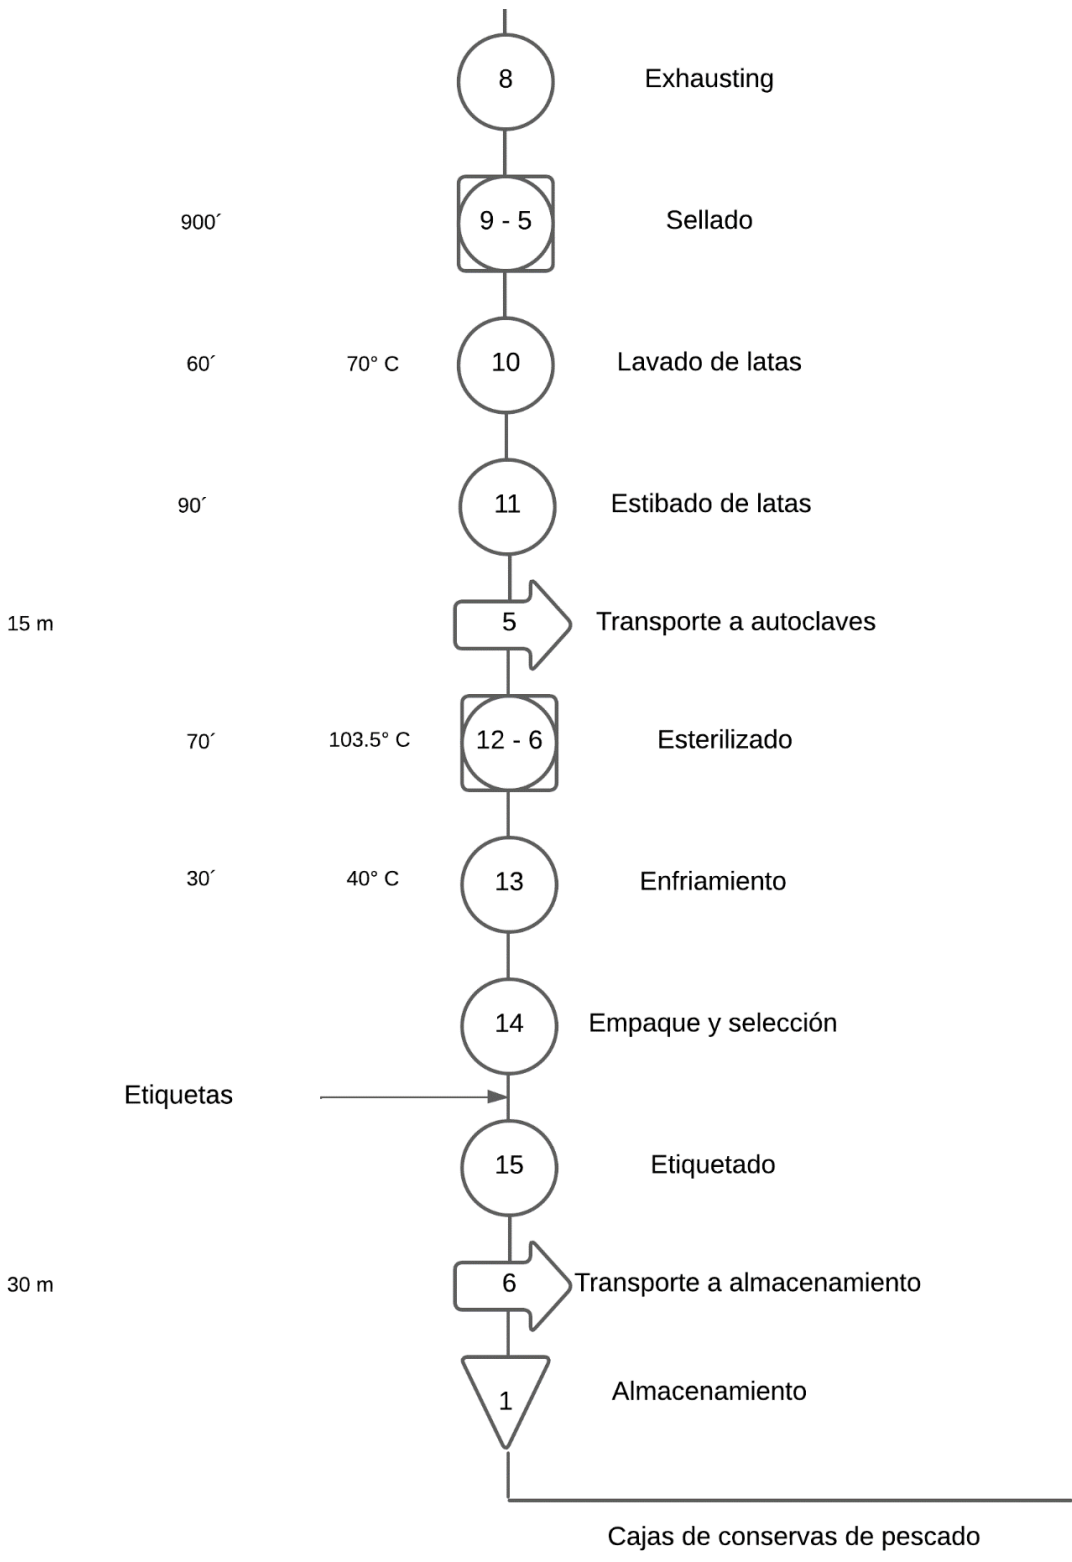 8 Exhausting
900´ 9 - 5 Sellado
60´ 70° C 10 Lavado de latas
90´ 11 Estibado de latas
15 m 5 Transporte a autoclaves
70´ 103.5° C 12 - 6 Esterilizado
30´ 40° C 13 Enfriamiento
14 Empaque y selección
Etiquetas
15 Etiquetado
30 m 6 Transporte a almacenamiento
1 Almacenamiento
Cajas de conservas de pescado